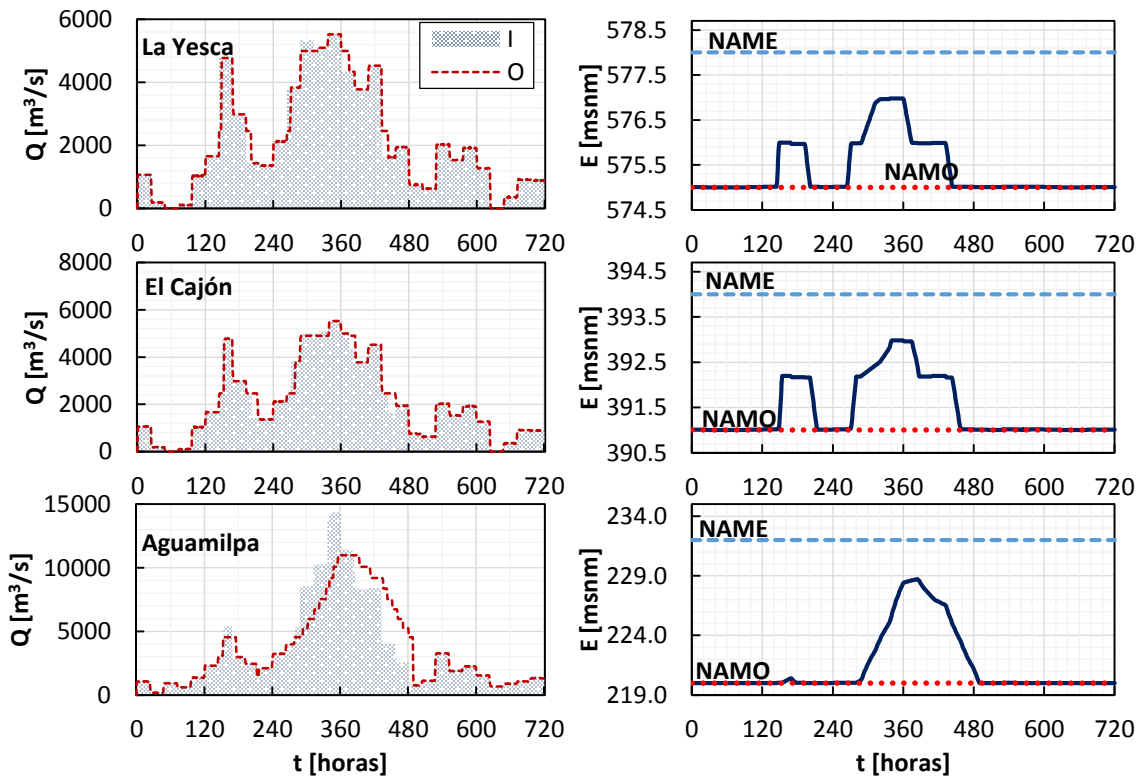 La Yesca
I
O
Q [m³/s]
6000
4000
2000
0
0 120 240 360 480 600 720
NAME
NAMO
E [msnm]
578.5
577.5
576.5
575.5
574.5
0 120 240 360 480 600 720
El Cajón
Q [m³/s]
8000
6000
4000
2000
0
0 120 240 360 480 600 720
NAME
NAMO
E [msnm]
394.5
393.5
392.5
391.5
390.5
0 120 240 360 480 600 720
Aguamilpa
Q [m³/s]
15000
10000
5000
0
0 120 240 360 480 600 720
t [horas]
NAME
NAMO
E [msnm]
234.0
229.0
224.0
219.0
0 120 240 360 480 600 720
t [horas]